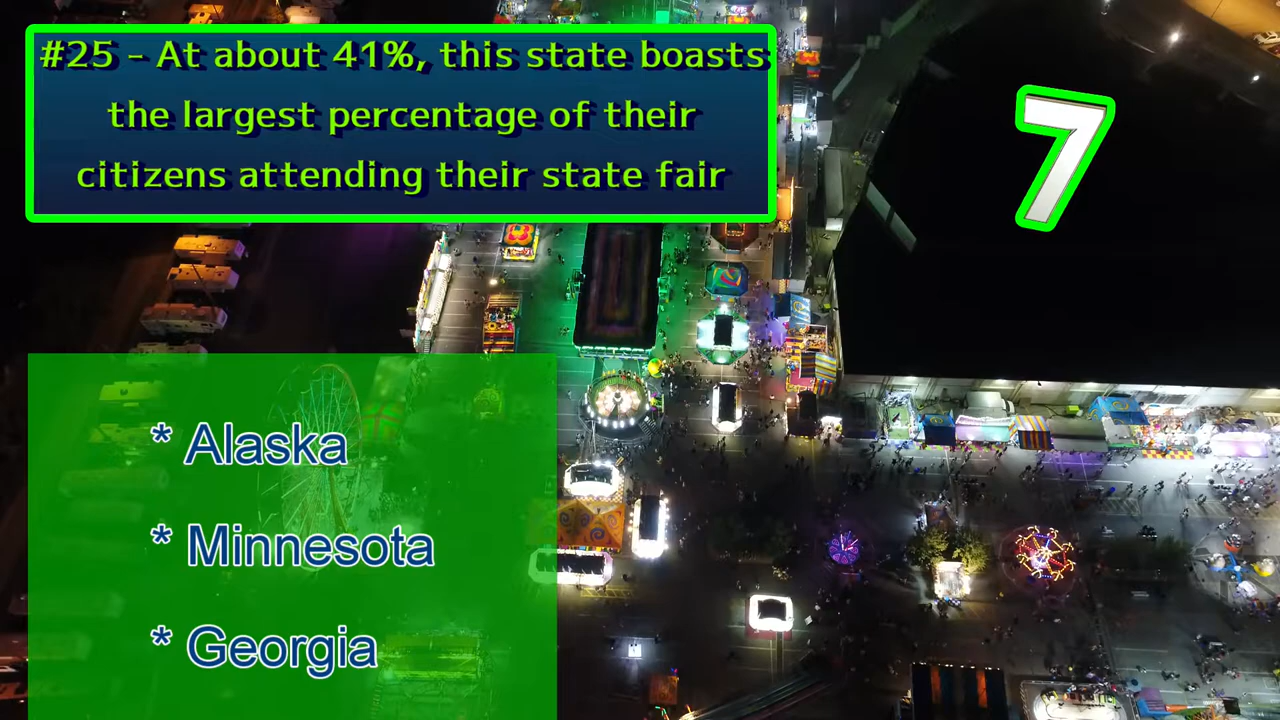 #25 - At about 41%, this state boasts
the largest percentage of their
citizens attending their state fair
7
* Alaska
* Minnesota
* Georgia